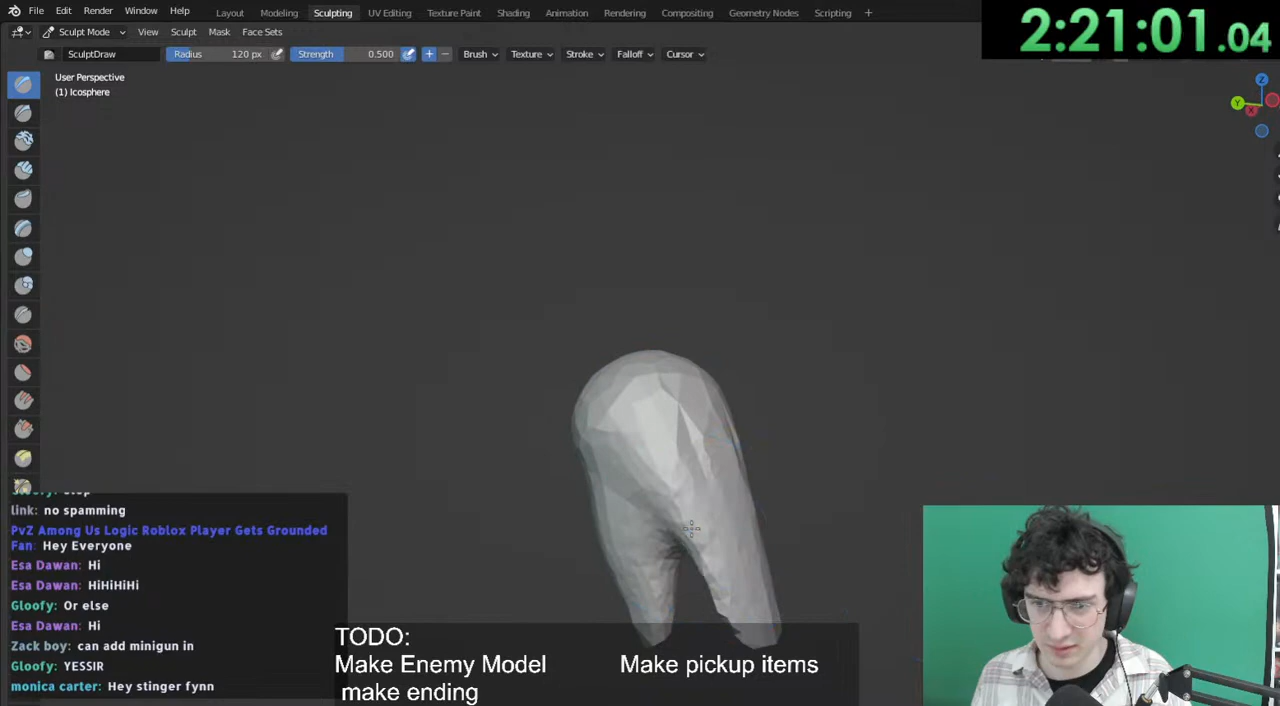 File Edit Render Window Help Layout Modeling Sculpting UV Editing Texture Paint Shading Animation Rendering Compositing Geometry Nodes Scripting +
2:21:01.04
Sculpt Mode View Sculpt Mask Face Sets
SculptDraw Radius 120 px Strength 0.500 + - Brush Texture Stroke Falloff Cursor
User Perspective
(1) Icosphere
Z
Y
X
link: no spamming
PvZ Among Us Logic Roblox Player Gets Grounded
Fan: Hey Everyone
Esa Dawan: Hi
Esa Dawan: HiHiHiHi
Gloofy: Or else
Esa Dawan: Hi
Zack boy: can add minigun in
Gloofy: YESSIR
monica carter: Hey stinger fynn
TODO:
Make Enemy Model Make pickup items
make ending